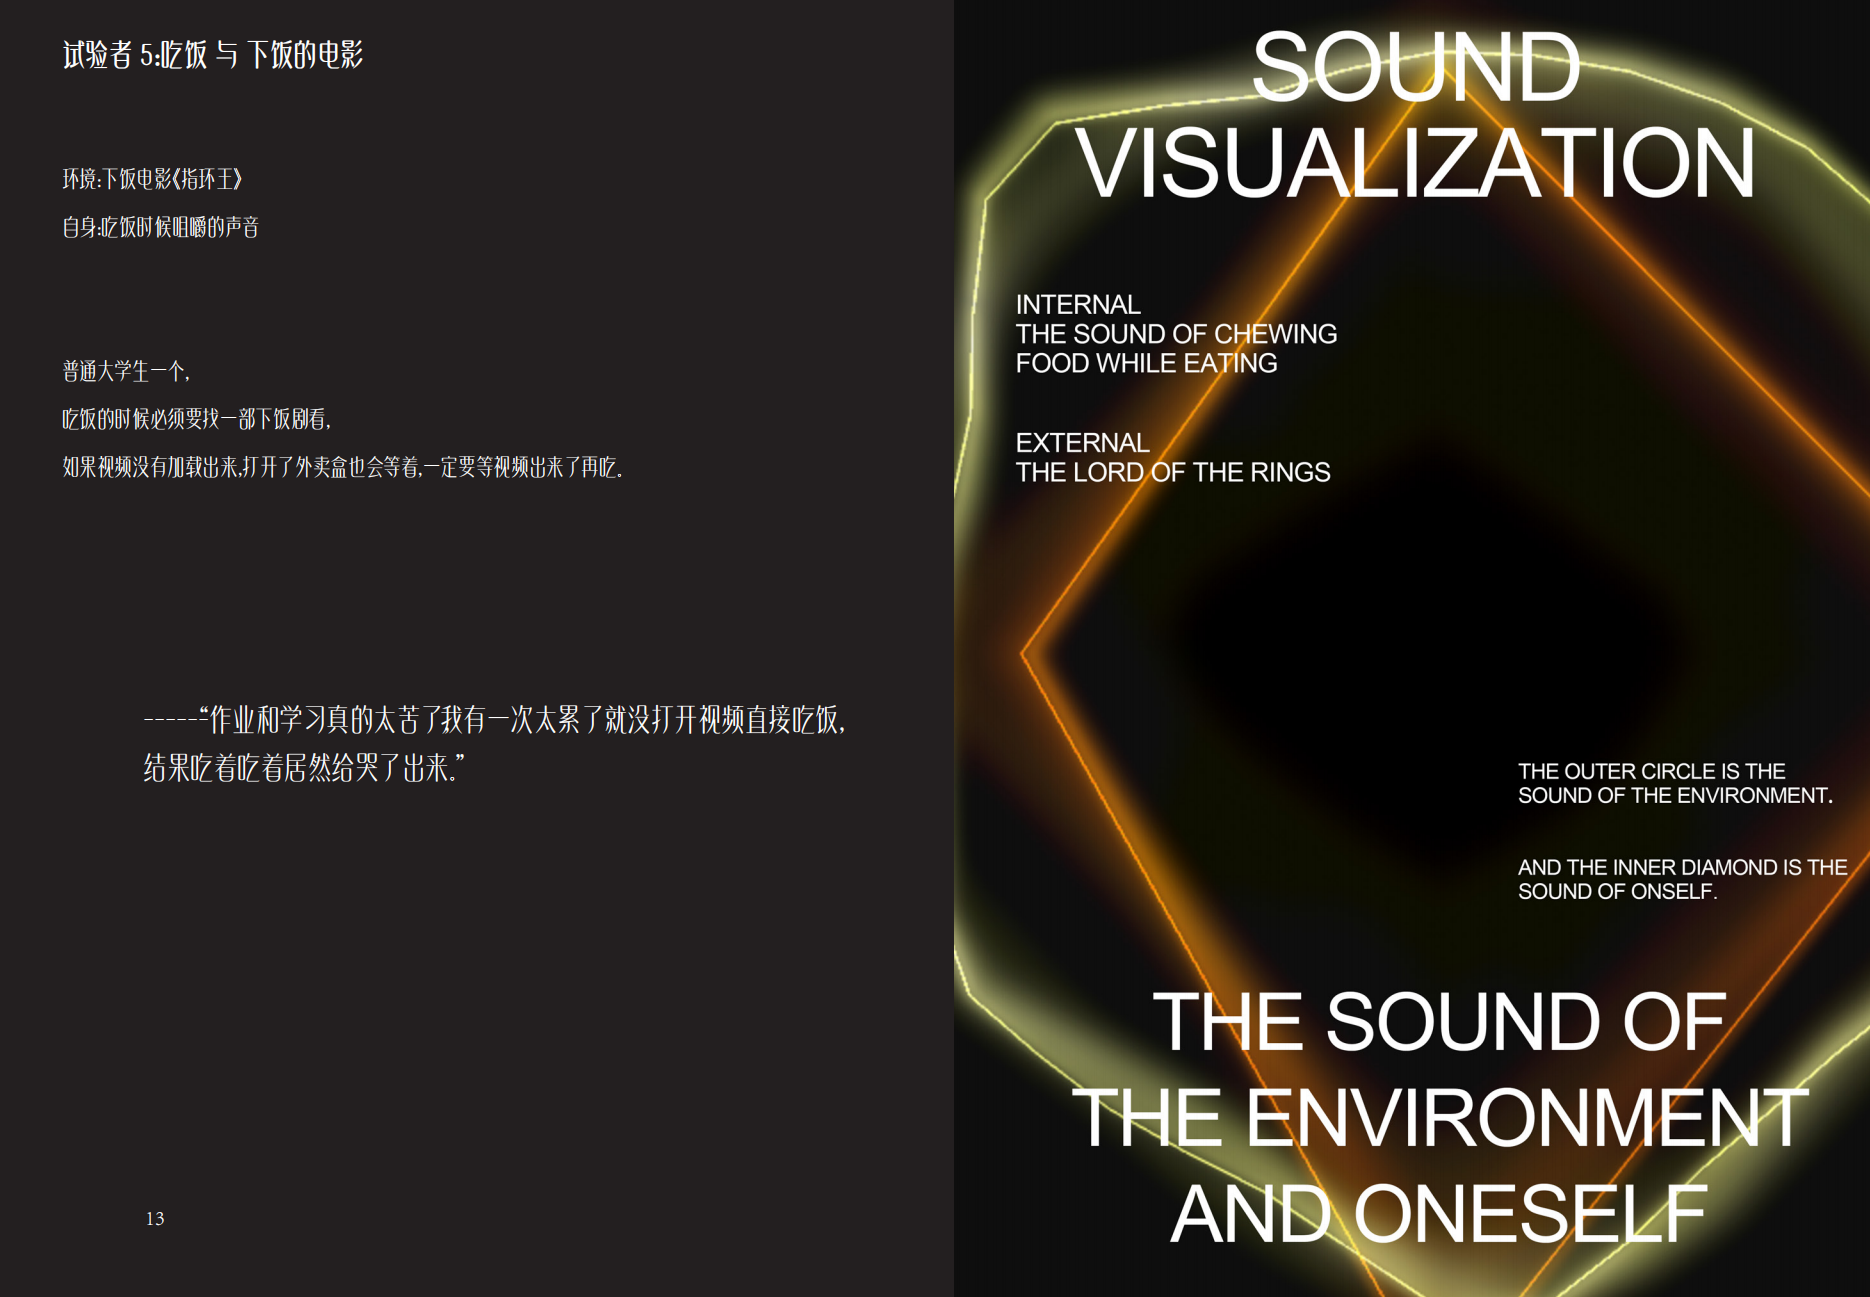 试验者 5:吃饭 与 下饭的电影
环境:下饭电影《指环王》
自身:吃饭时候咀嚼的声音
普通大学生一个,
吃饭的时候必须要找一部下饭剧看,
如果视频没有加载出来,打开了外卖盒也会等着,一定要等视频出来了再吃。
------“作业和学习真的太苦了我有一次太累了就没打开视频直接吃饭,
结果吃着吃着居然给哭了出来。”
13
SOUND
VISUALIZATION
INTERNAL
THE SOUND OF CHEWING
FOOD WHILE EATING
EXTERNAL
THE LORD OF THE RINGS
THE OUTER CIRCLE IS THE
SOUND OF THE ENVIRONMENT.
AND THE INNER DIAMOND IS THE
SOUND OF ONSELF.
THE SOUND OF
THE ENVIRONMENT
AND ONESELF